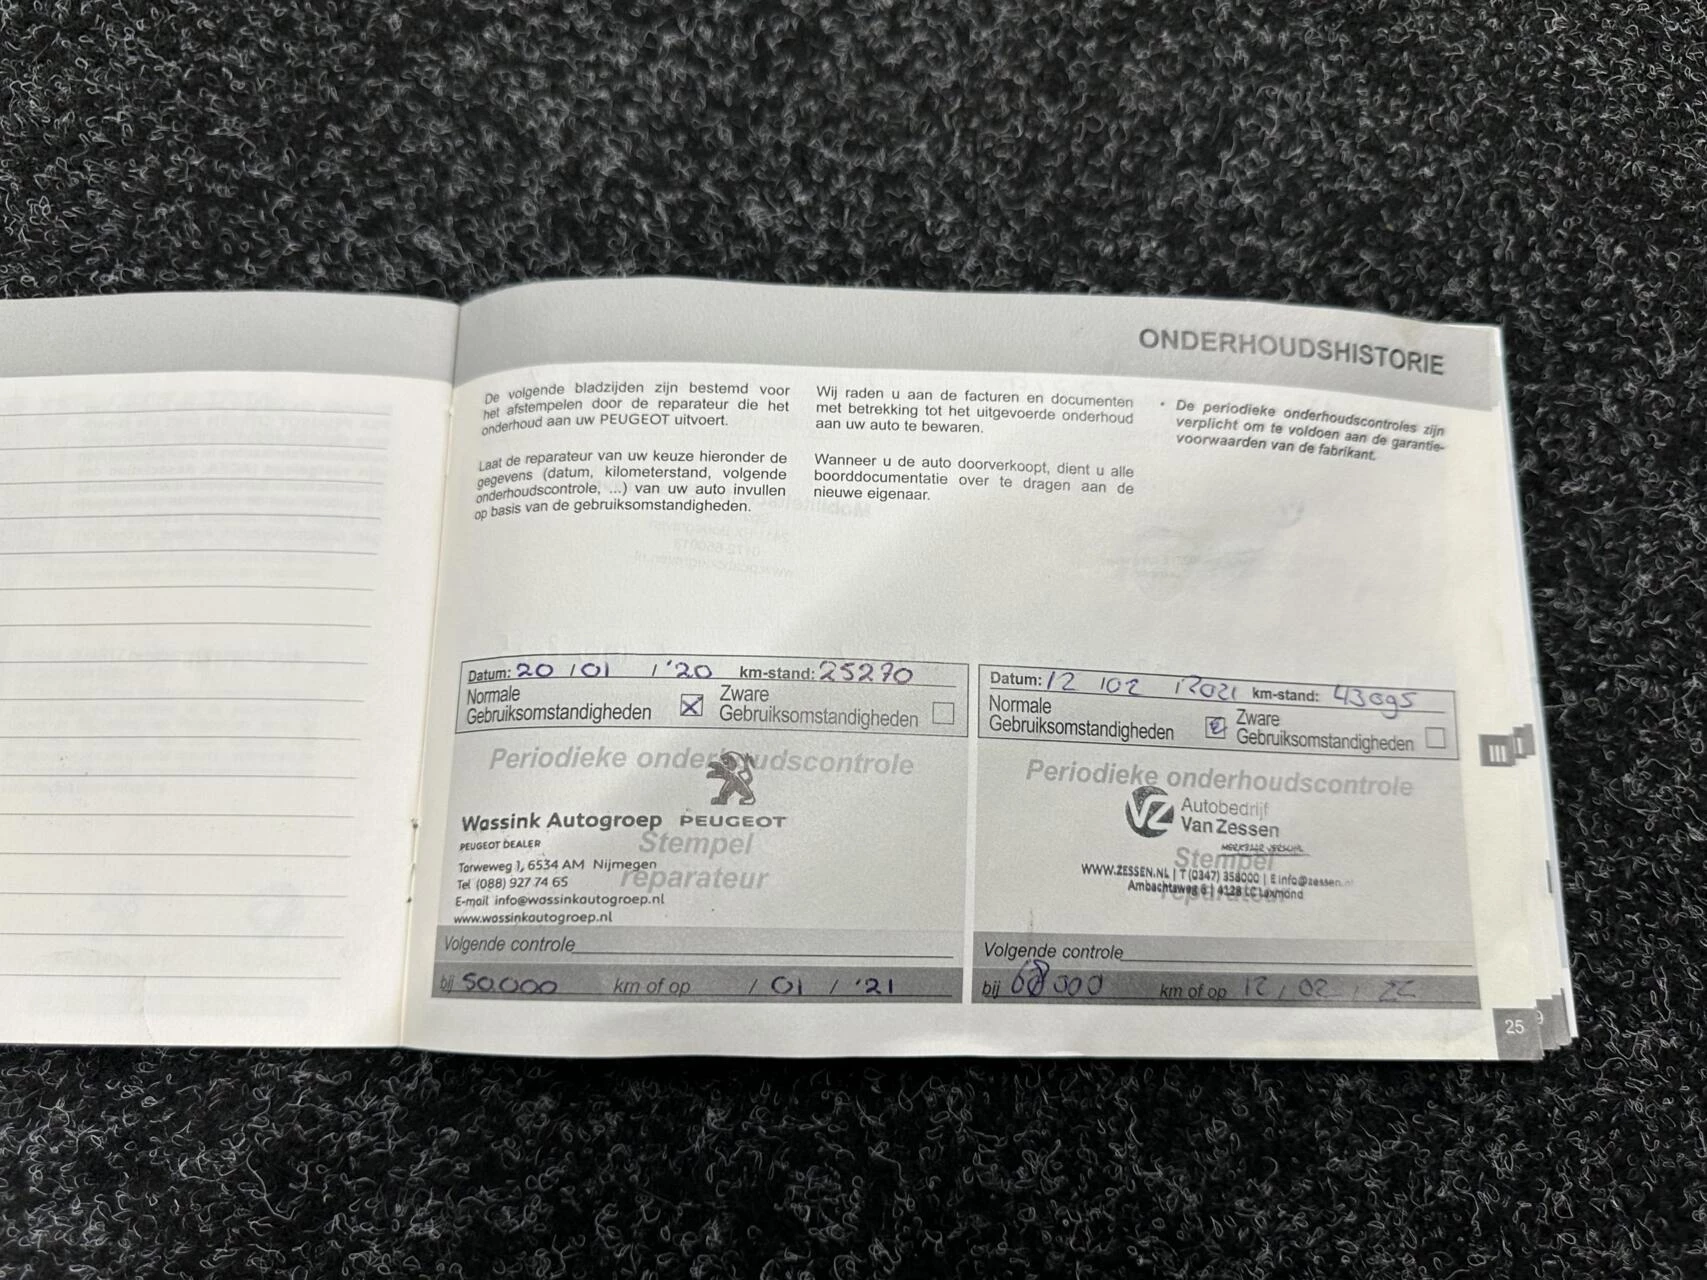 ONDERHOUDSHISTORIE
De volgende bladzijden zijn bestemd voor
het afstempelen door de reparateur die het
onderhoud aan uw PEUGEOT uitvoert.
Laat de reparateur van uw keuze hieronder de
gegevens (datum, kilometerstand, volgende
onderhoudscontrole, ...) van uw auto invullen
op basis van de gebruiksomstandigheden.
Wij raden u aan de facturen en documenten
met betrekking tot het uitgevoerde onderhoud
aan uw auto te bewaren.
Wanneer u de auto doorverkoopt, dient u alle
boorddocumentatie over te dragen aan de
nieuwe eigenaar.
• De periodieke onderhoudscontroles zijn
verplicht om te voldoen aan de garantie-
voorwaarden van de fabrikant.
Datum: 20 / 01 / '20 km-stand: 25270
Normale
Gebruiksomstandigheden
Zware
Gebruiksomstandigheden
Periodieke onderhoudscontrole
Wassink Autogroep PEUGEOT
PEUGEOT DEALER
Stempel
Tarweweg 1, 6534 AM Nijmegen
Tel (088) 927 74 65
reparateur
E-mail info@wassinkautogroep.nl
www.wassinkautogroep.nl
Volgende controle
bij 50.000 km of op / 01 / '21
Datum: 12 / 02 / 2021 km-stand: 43095
Normale
Gebruiksomstandigheden
Zware
Gebruiksomstandigheden
Periodieke onderhoudscontrole
VZ Autobedrijf
Van Zessen
MERKBAAR VERSCHIL
Stempel
WWW.ZESSEN.NL | T (0347) 358000 | E info@zessen.nl
Ambachtsweg 6 | 4128 LC Lexmond
reparateur
Volgende controle
bij 68000 km of op 12 / 02 / 22
III
I
25
9